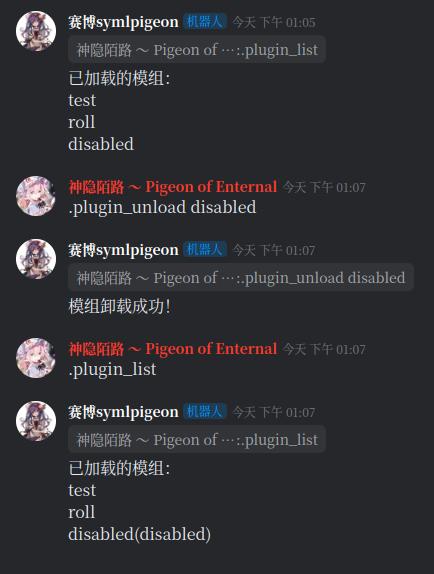 赛博symlpigeon 机器人 今天 下午 01:05
神隐陌路 ～ Pigeon of ···:.plugin_list
已加载的模组：
test
roll
disabled
神隐陌路 ～ Pigeon of Enternal 今天 下午 01:07
.plugin_unload disabled
赛博symlpigeon 机器人 今天 下午 01:07
神隐陌路 ～ Pigeon of ···:.plugin_unload disabled
模组卸载成功！
神隐陌路 ～ Pigeon of Enternal 今天 下午 01:07
.plugin_list
赛博symlpigeon 机器人 今天 下午 01:07
神隐陌路 ～ Pigeon of ···:.plugin_list
已加载的模组：
test
roll
disabled(disabled)